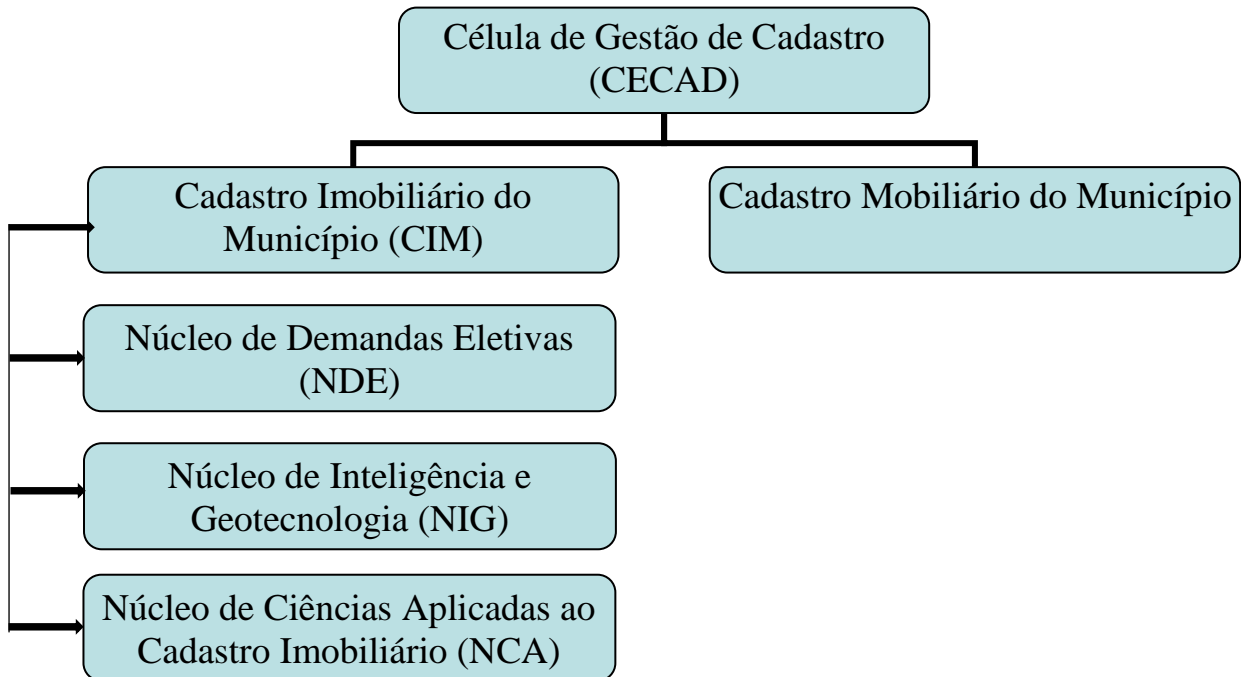 Célula de Gestão de Cadastro
(CECAD)
Cadastro Imobiliário do
Município (CIM)
Cadastro Mobiliário do Município
Núcleo de Demandas Eletivas
(NDE)
Núcleo de Inteligência e
Geotecnologia (NIG)
Núcleo de Ciências Aplicadas ao
Cadastro Imobiliário (NCA)